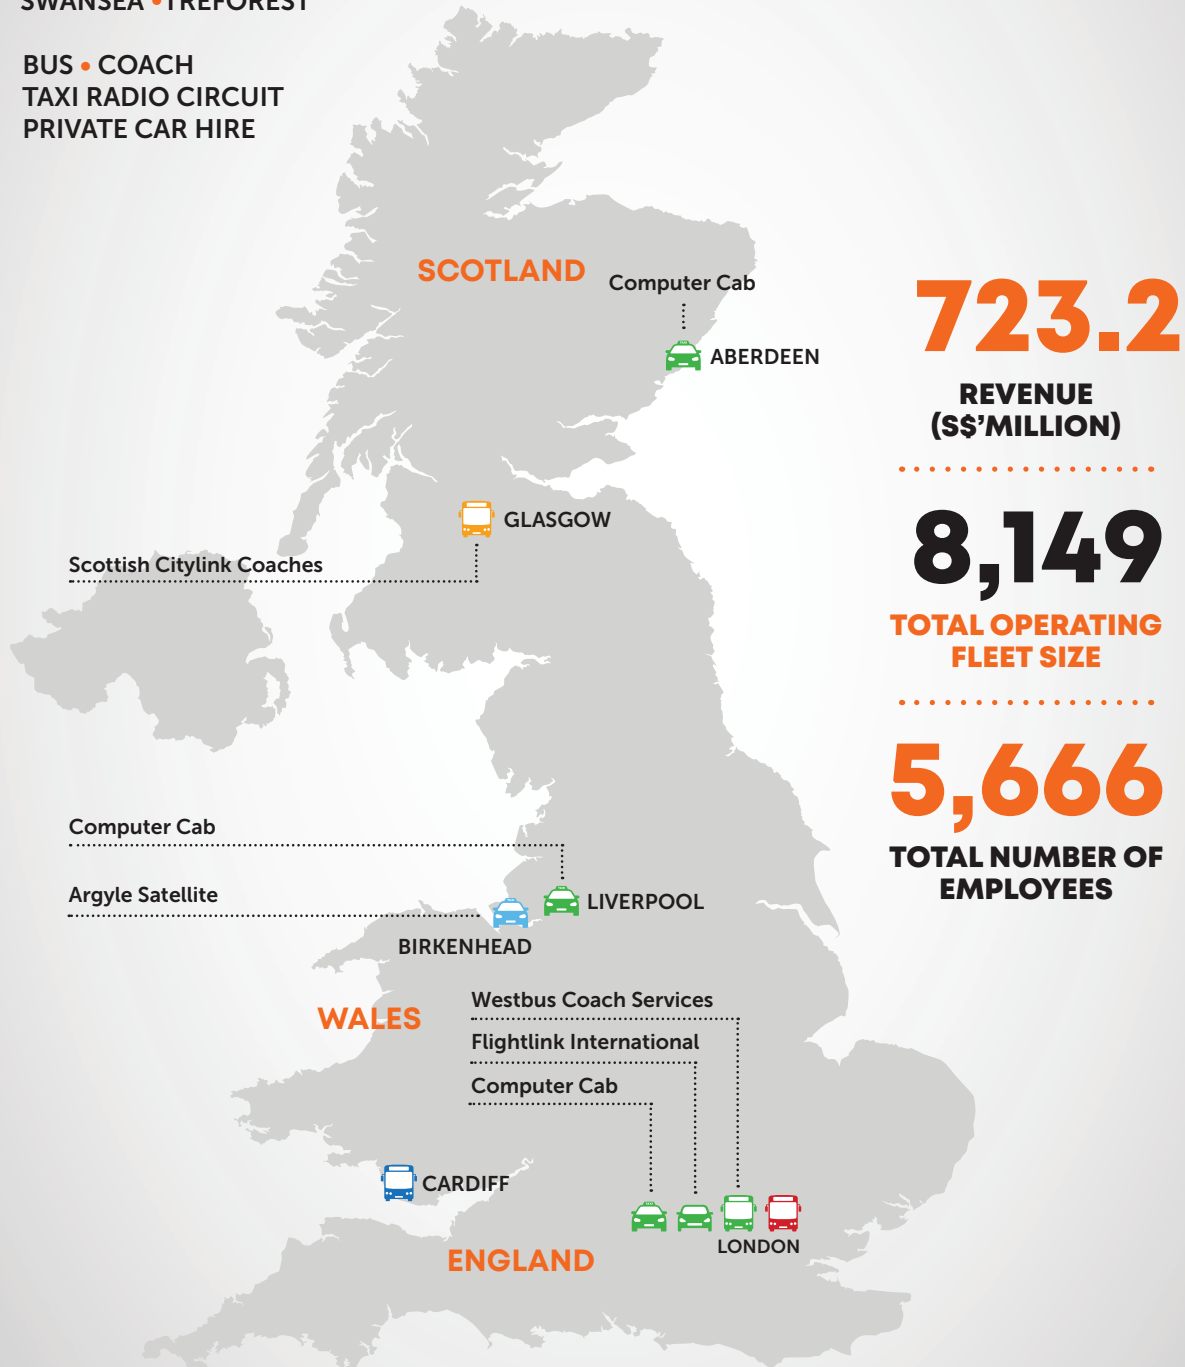 SWANSEA • TREFOREST
BUS • COACH
TAXI RADIO CIRCUIT
PRIVATE CAR HIRE
SCOTLAND
Computer Cab
ABERDEEN
GLASGOW
Scottish Citylink Coaches
Computer Cab
Argyle Satellite
LIVERPOOL
BIRKENHEAD
WALES
Westbus Coach Services
Flightlink International
Computer Cab
CARDIFF
LONDON
ENGLAND
723.2
REVENUE
(S$'MILLION)
8,149
TOTAL OPERATING
FLEET SIZE
5,666
TOTAL NUMBER OF
EMPLOYEES